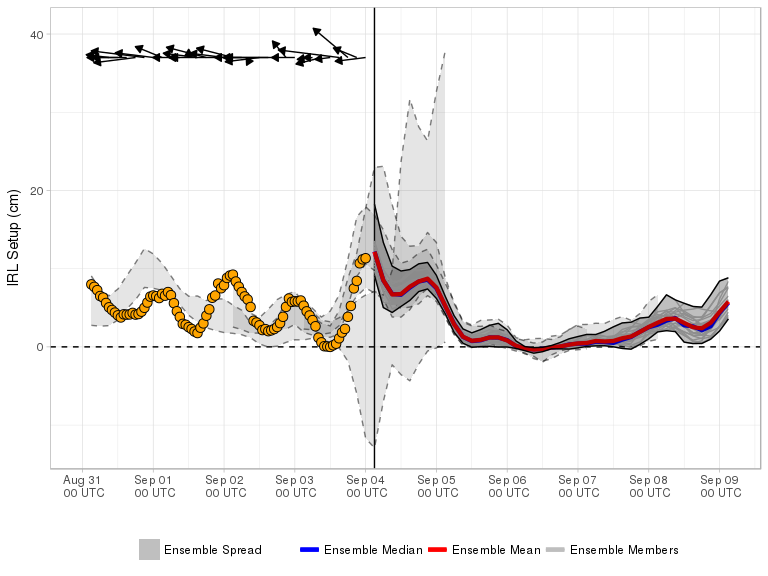 40
20
0
IRL Setup (cm)
Aug 31 Sep 01 Sep 02 Sep 03 Sep 04 Sep 05 Sep 06 Sep 07 Sep 08 Sep 09
00 UTC 00 UTC 00 UTC 00 UTC 00 UTC 00 UTC 00 UTC 00 UTC 00 UTC 00 UTC
Ensemble Spread Ensemble Median Ensemble Mean Ensemble Members